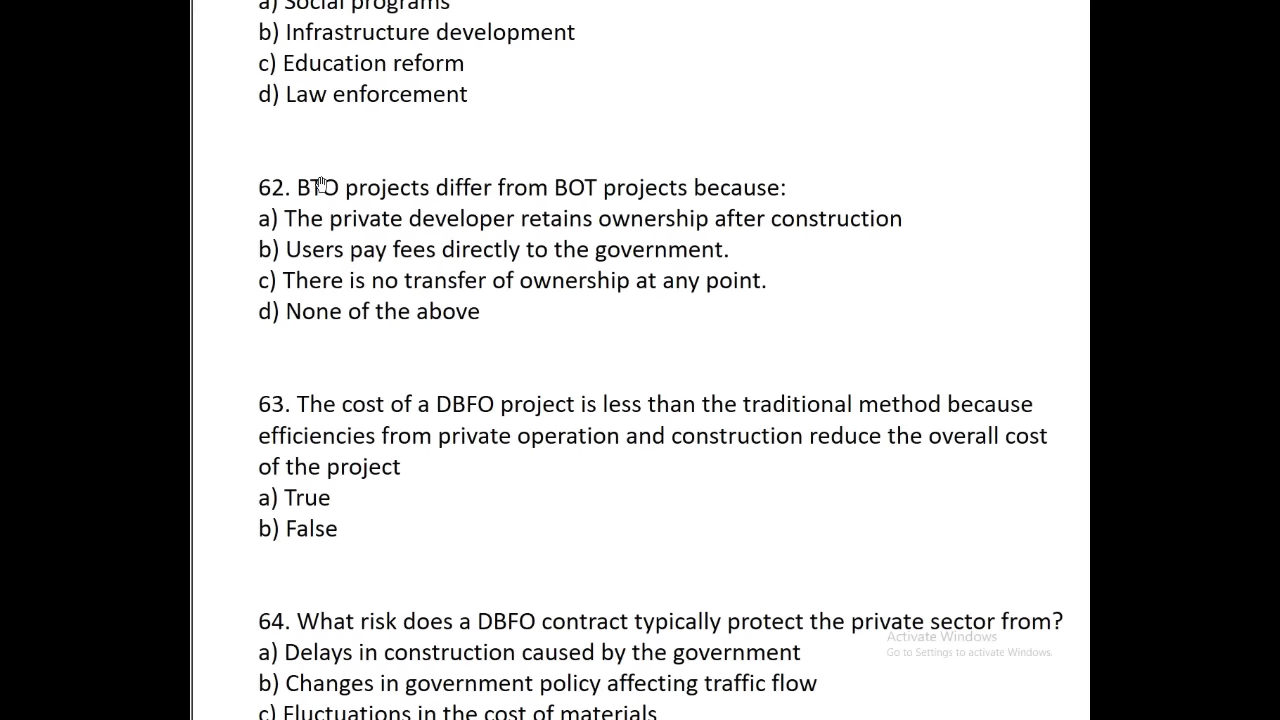 a) Social programs
b) Infrastructure development
c) Education reform
d) Law enforcement
62. BTO projects differ from BOT projects because:
a) The private developer retains ownership after construction
b) Users pay fees directly to the government.
c) There is no transfer of ownership at any point.
d) None of the above
63. The cost of a DBFO project is less than the traditional method because
efficiencies from private operation and construction reduce the overall cost
of the project
a) True
b) False
64. What risk does a DBFO contract typically protect the private sector from?
Activate Windows
a) Delays in construction caused by the government
Go to Settings to activate Windows.
b) Changes in government policy affecting traffic flow
c) Fluctuations in the cost of materials